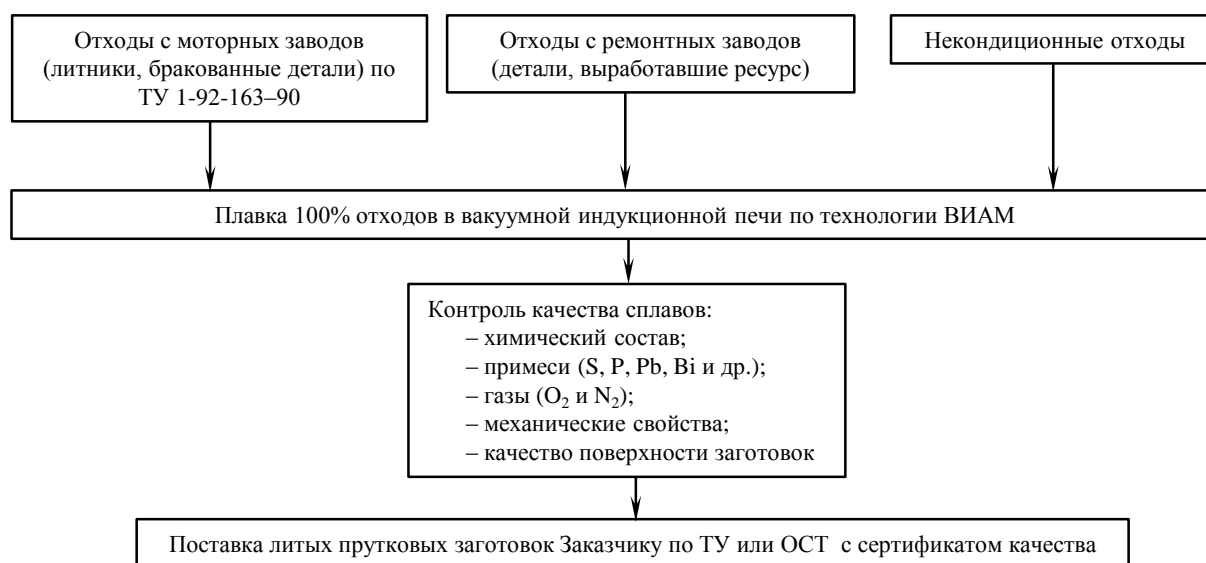 Отходы с моторных заводов
(литники, бракованные детали) по
ТУ 1-92-163–90
Отходы с ремонтных заводов
(детали, выработавшие ресурс)
Некондиционные отходы
Плавка 100% отходов в вакуумной индукционной печи по технологии ВИАМ
Контроль качества сплавов:
– химический состав;
– примеси (S, P, Pb, Bi и др.);
– газы (O₂ и N₂);
– механические свойства;
– качество поверхности заготовок
Поставка литых прутковых заготовок Заказчику по ТУ или ОСТ с сертификатом качества